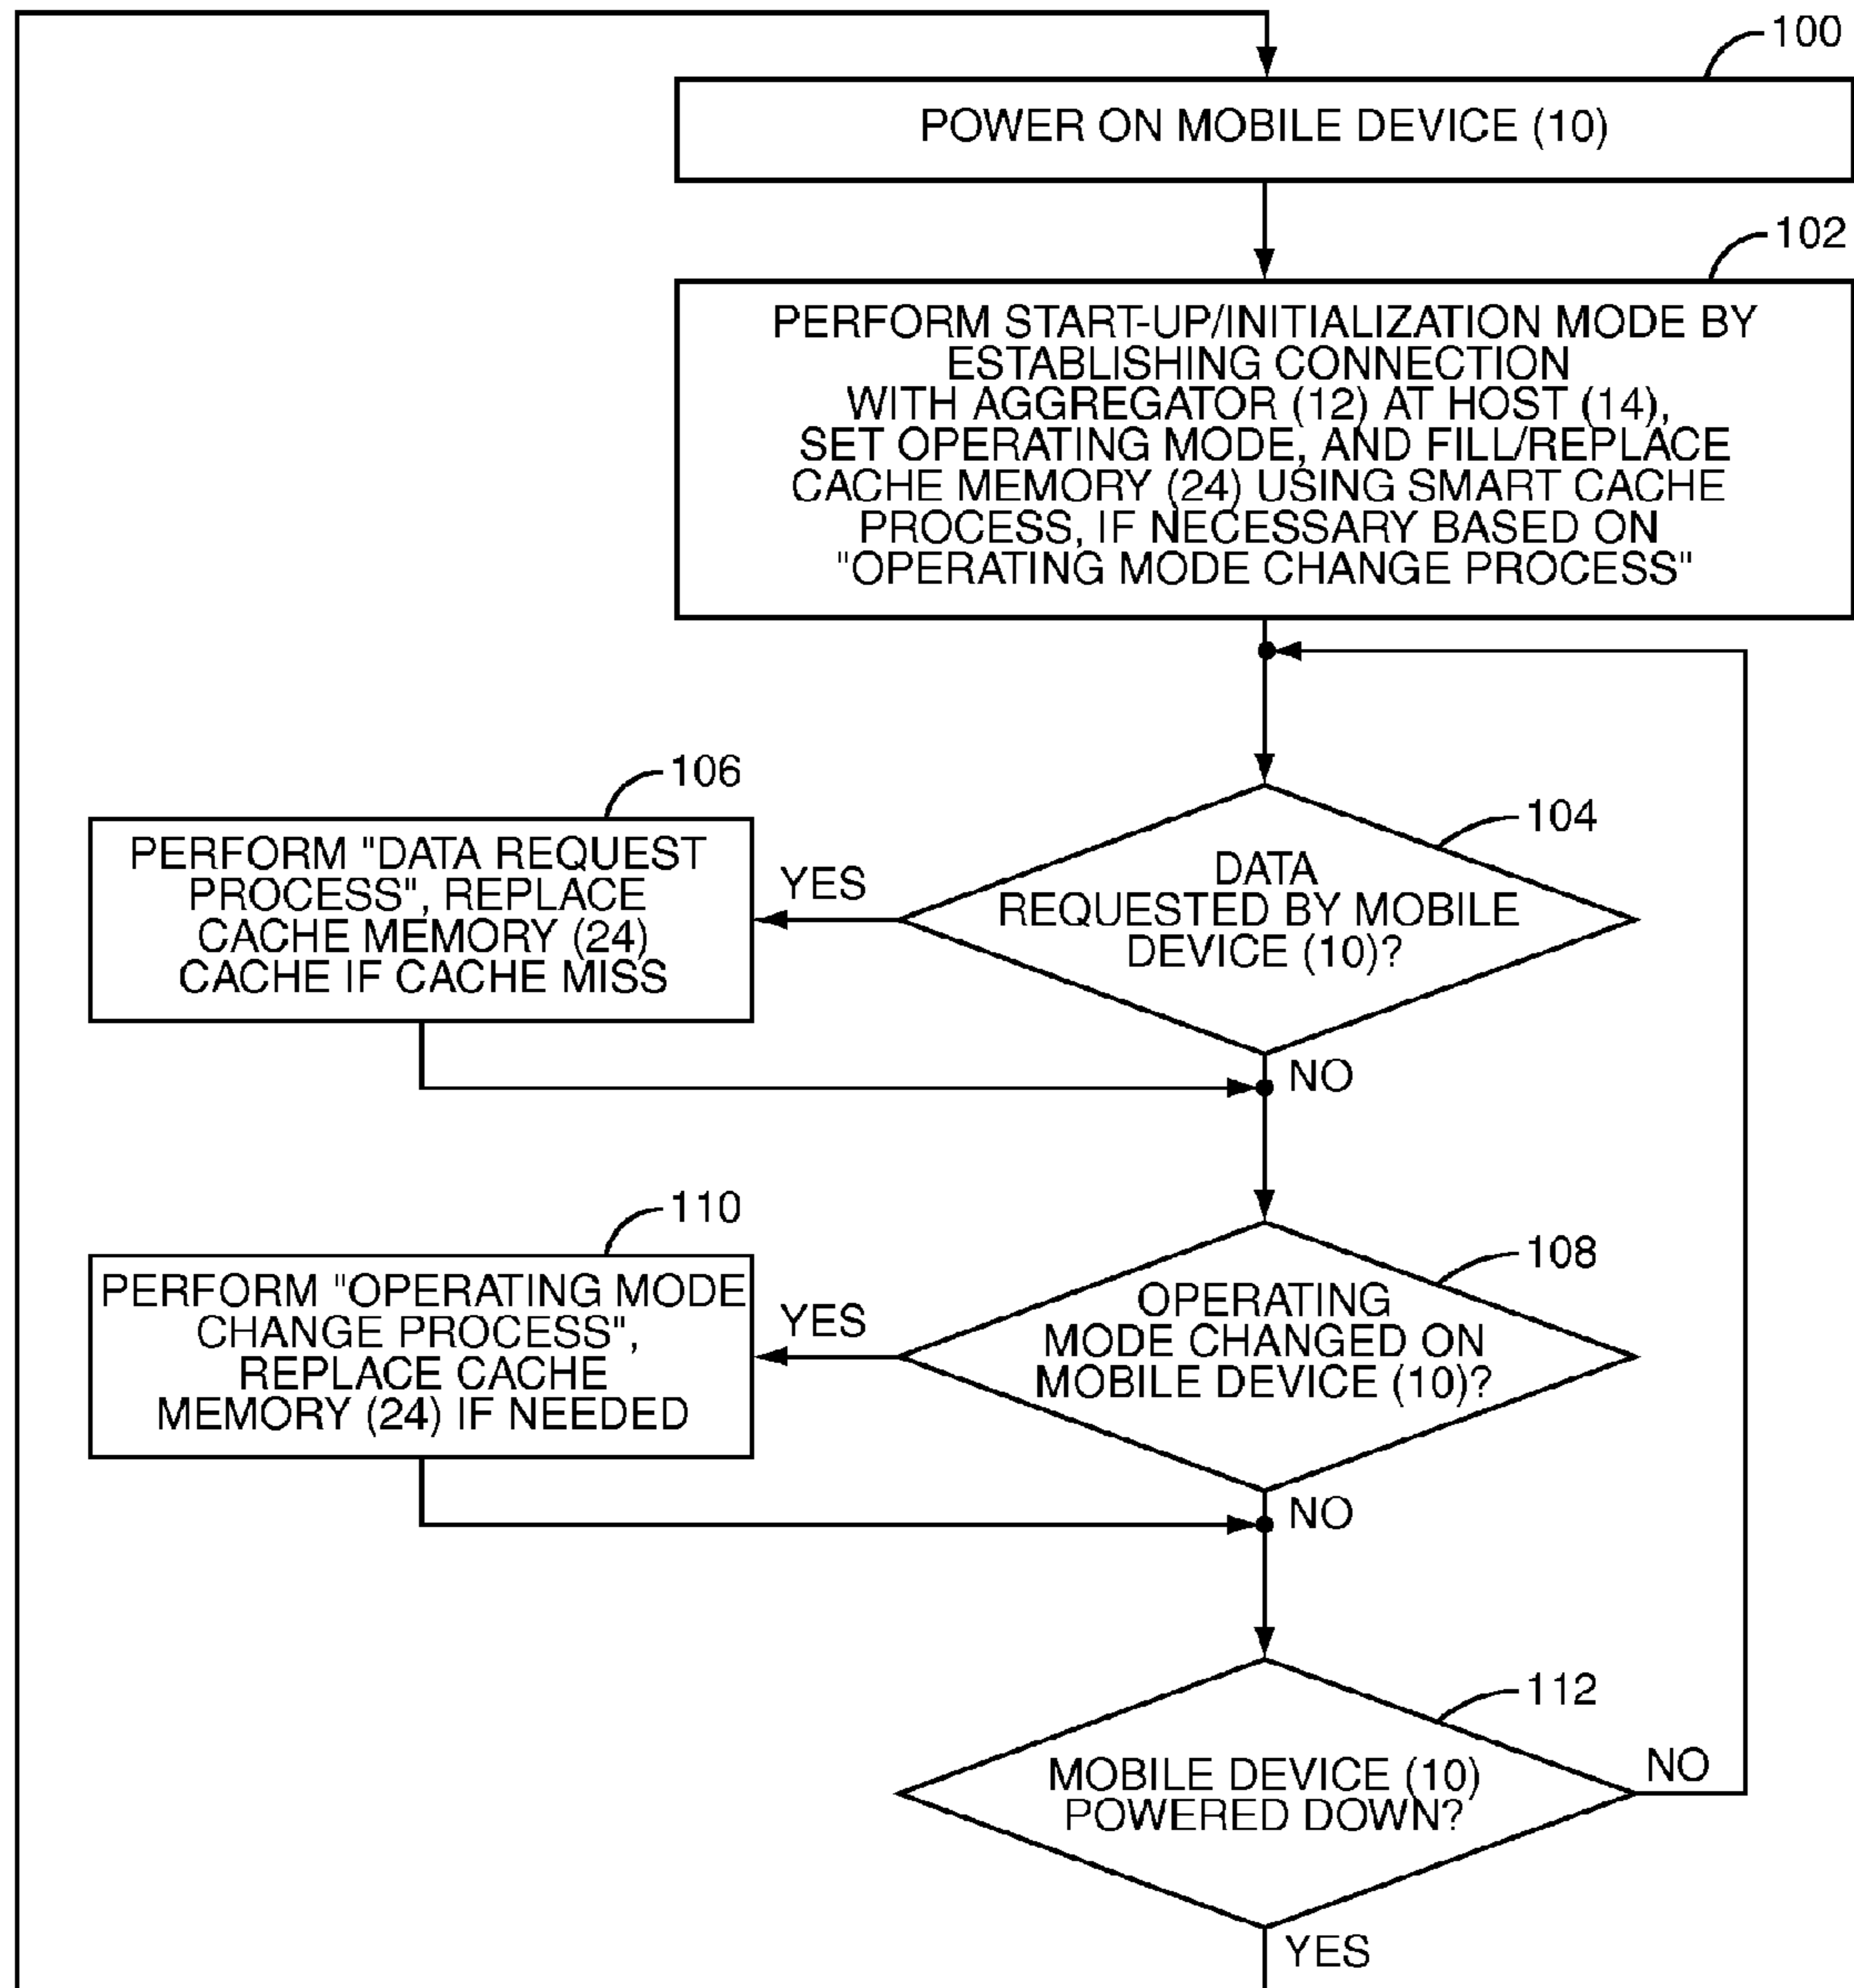 100
POWER ON MOBILE DEVICE (10)
102
PERFORM START-UP/INITIALIZATION MODE BY
ESTABLISHING CONNECTION
WITH AGGREGATOR (12) AT HOST (14),
SET OPERATING MODE, AND FILL/REPLACE
CACHE MEMORY (24) USING SMART CACHE
PROCESS, IF NECESSARY BASED ON
"OPERATING MODE CHANGE PROCESS"
104
DATA
REQUESTED BY MOBILE
DEVICE (10)?
YES
106
PERFORM "DATA REQUEST
PROCESS", REPLACE
CACHE MEMORY (24)
CACHE IF CACHE MISS
NO
108
OPERATING
MODE CHANGED ON
MOBILE DEVICE (10)?
YES
110
PERFORM "OPERATING MODE
CHANGE PROCESS",
REPLACE CACHE
MEMORY (24) IF NEEDED
NO
112
MOBILE DEVICE (10)
POWERED DOWN?
NO
YES